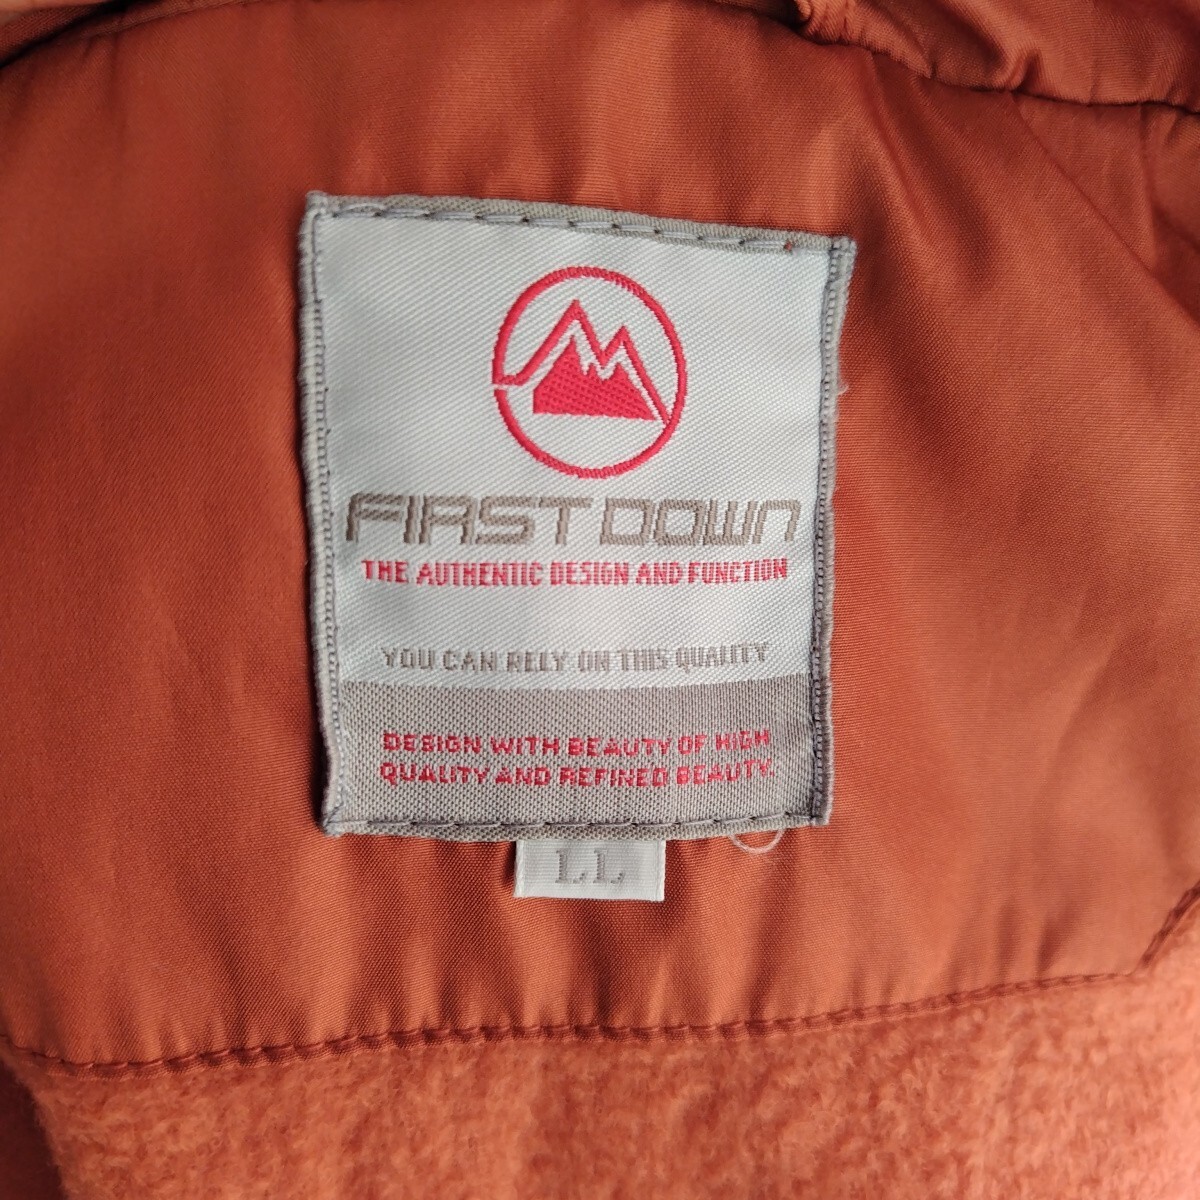 FIRST DOWN
THE AUTHENTIC DESIGN AND FUNCTION
YOU CAN RELY ON THIS QUALITY
DESIGN WITH BEAUTY OF HIGH
QUALITY AND REFINED BEAUTY.
LL